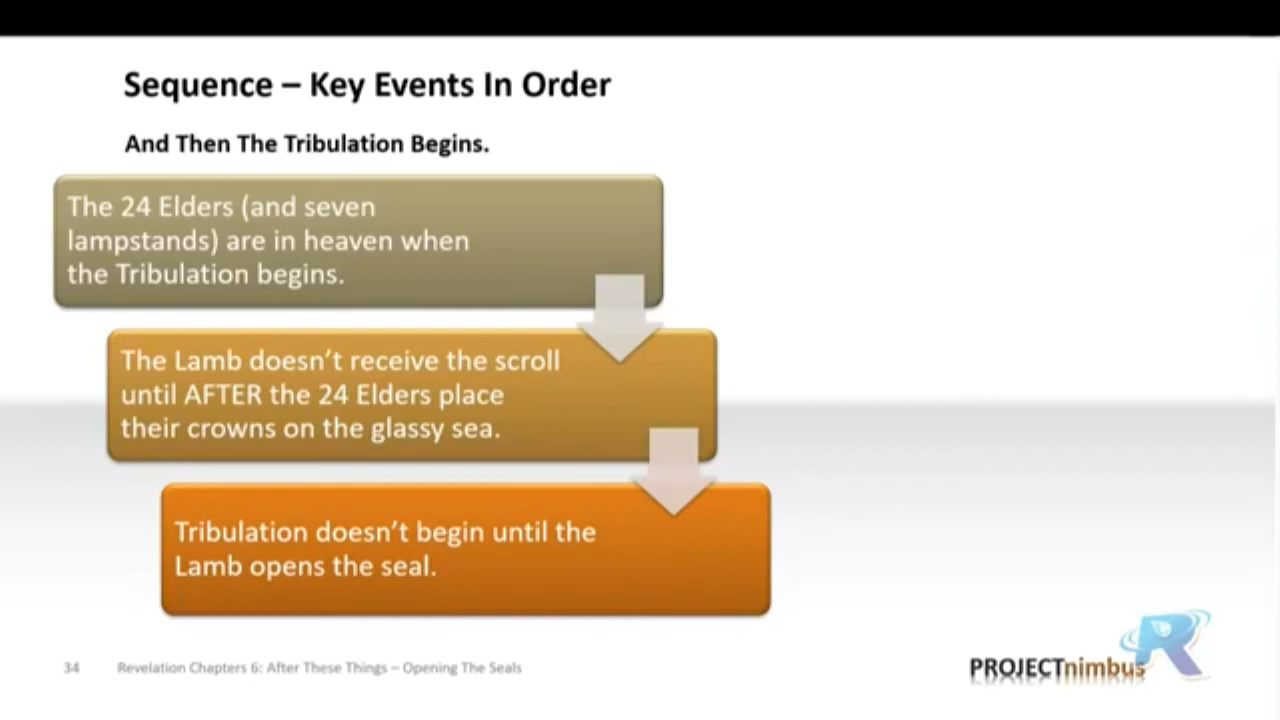 Sequence – Key Events In Order
And Then The Tribulation Begins.
The 24 Elders (and seven
lampstands) are in heaven when
the Tribulation begins.
The Lamb doesn’t receive the scroll
until AFTER the 24 Elders place
their crowns on the glassy sea.
Tribulation doesn’t begin until the
Lamb opens the seal.
34 Revelation Chapters 6: After These Things – Opening The Seals
PROJECTnimbus R